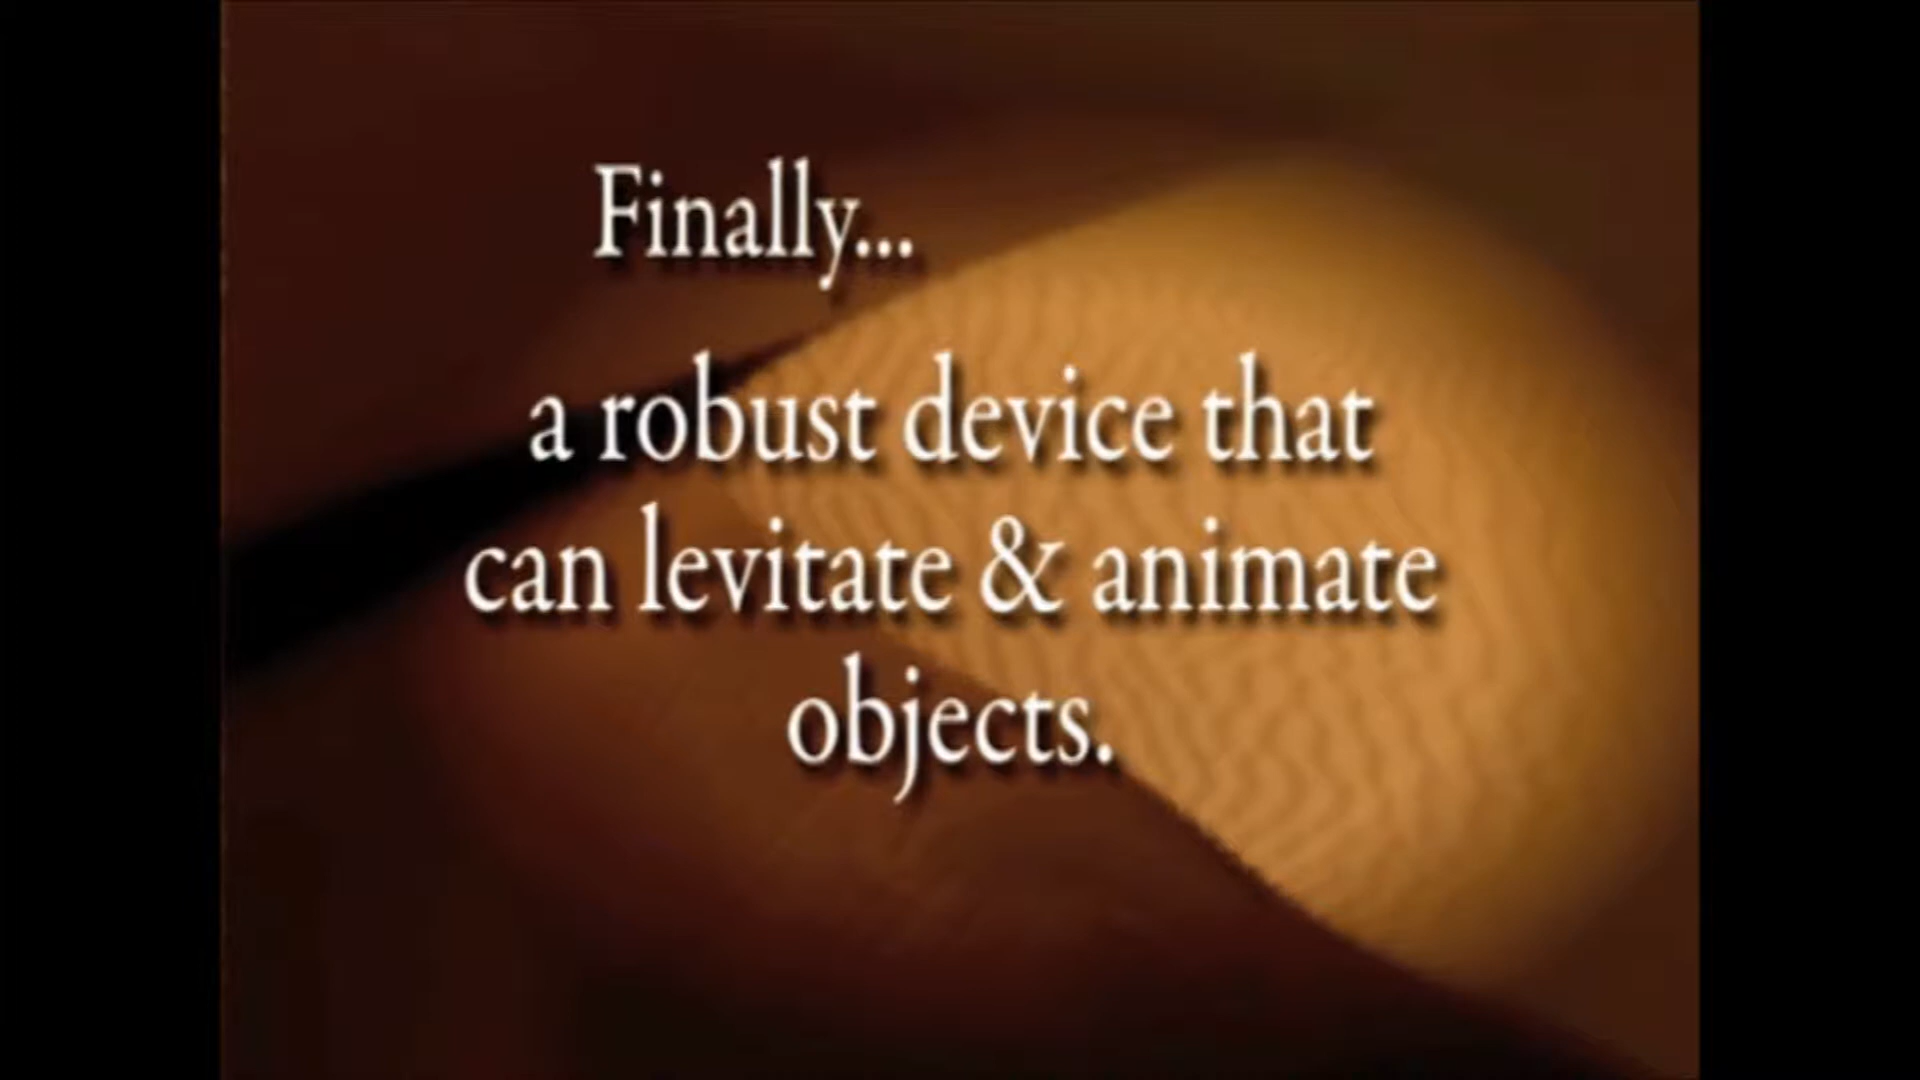 Finally...
a robust device that
can levitate & animate
objects.